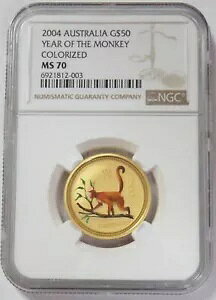 2004 AUSTRALIA G$50
YEAR OF THE MONKEY
COLORIZED
MS 70
6921812-003
NUMISMATIC GUARANTY COMPANY
NGC